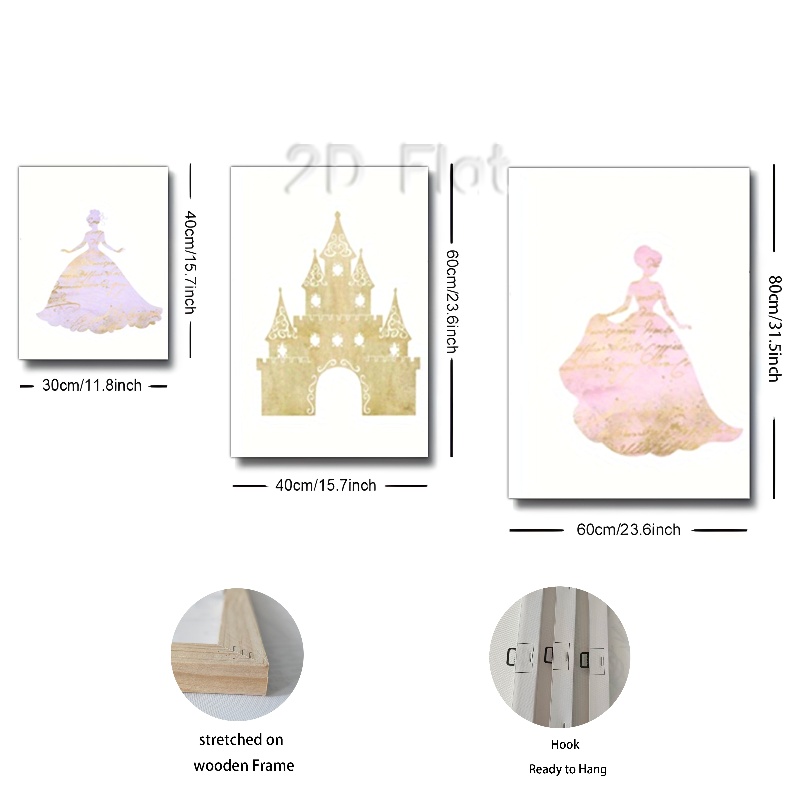 2D Flat
40cm/15.7inch
30cm/11.8inch
60cm/23.6inch
40cm/15.7inch
80cm/31.5inch
60cm/23.6inch
stretched on
wooden Frame
Hook
Ready to Hang